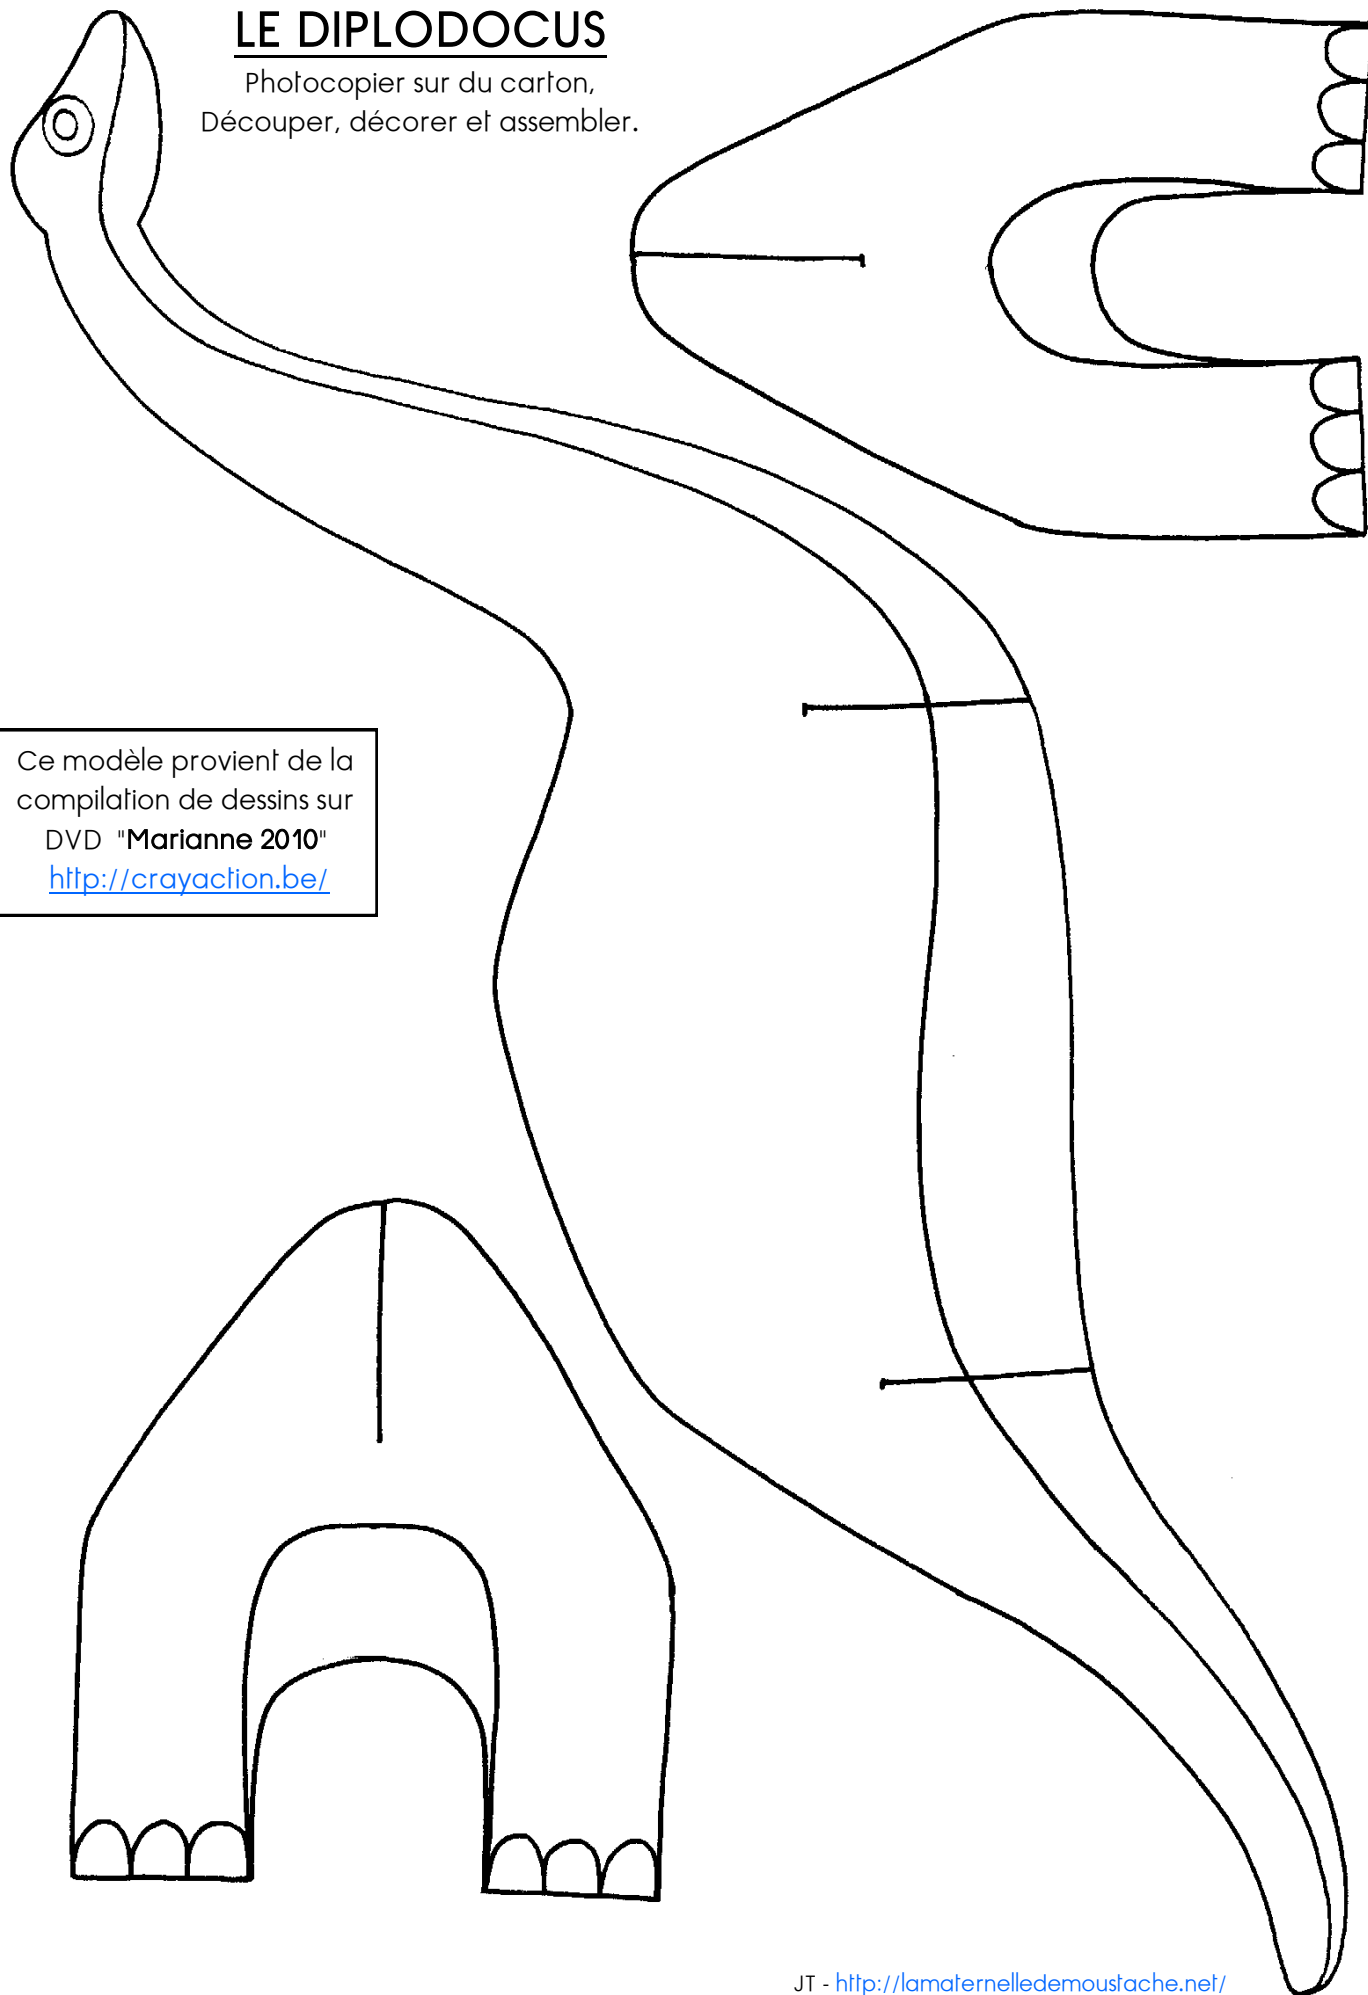 LE DIPLODOCUS
Photocopier sur du carton,
Découper, décorer et assembler.
Ce modèle provient de la
compilation de dessins sur
DVD "Marianne 2010"
http://crayaction.be/
JT - http://lamaternelledemoustache.net/